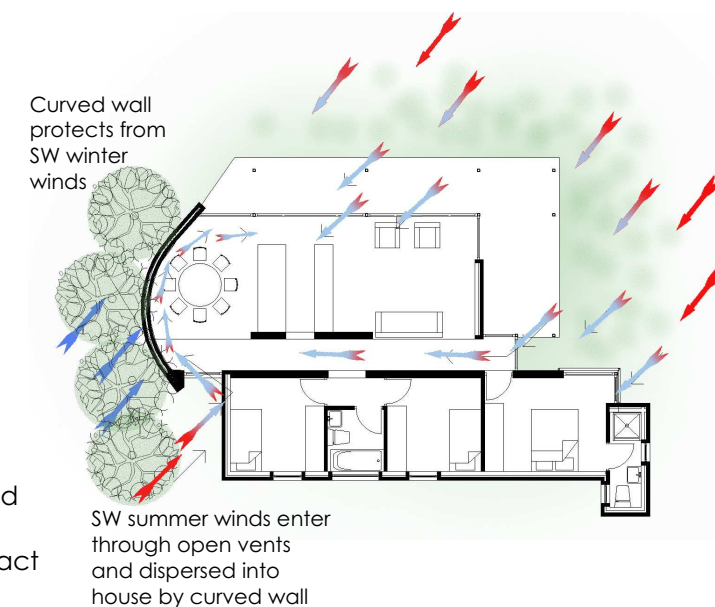 Curved wall
protects from
SW winter
winds
d
act
SW summer winds enter
through open vents
and dispersed into
house by curved wall